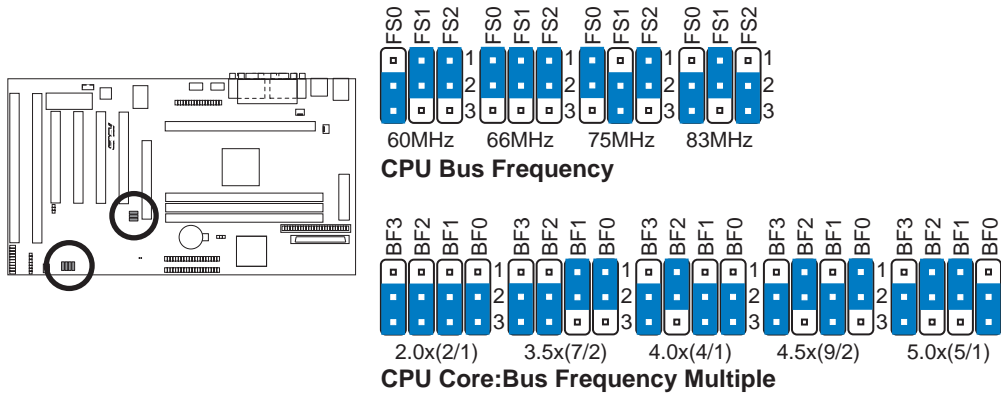 FS0 FS1 FS2 FS0 FS1 FS2 FS0 FS1 FS2 FS0 FS1 FS2
1 1 1 1
2 2 2 2
3 3 3 3
60MHz 66MHz 75MHz 83MHz
CPU Bus Frequency
BF3 BF2 BF1 BF0 BF3 BF2 BF1 BF0 BF3 BF2 BF1 BF0 BF3 BF2 BF1 BF0 BF3 BF2 BF1 BF0
1 1 1 1 1
2 2 2 2 2
3 3 3 3 3
2.0x(2/1) 3.5x(7/2) 4.0x(4/1) 4.5x(9/2) 5.0x(5/1)
CPU Core:Bus Frequency Multiple